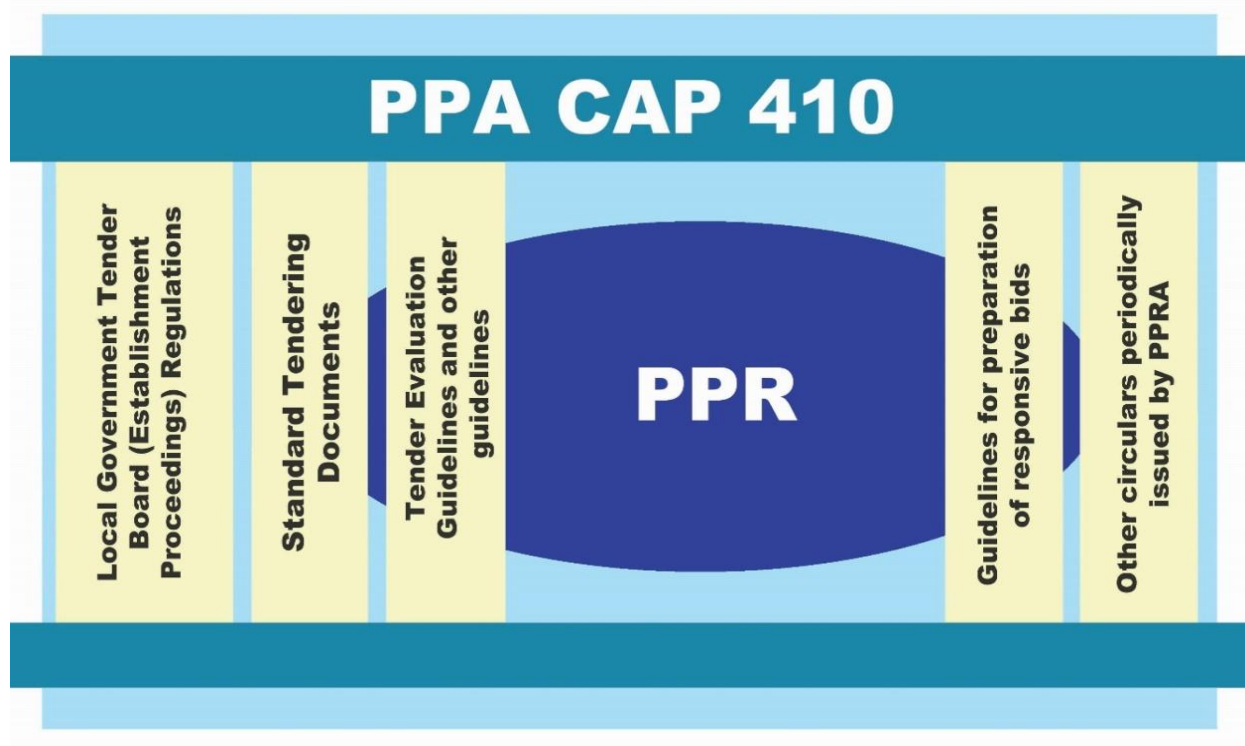 PPA CAP 410
Local Government Tender
Board (Establishment
Proceedings) Regulations
Standard Tendering
Documents
Tender Evaluation
Guidelines and other
guidelines
PPR
Guidelines for preparation
of responsive bids
Other circulars periodically
issued by PPRA